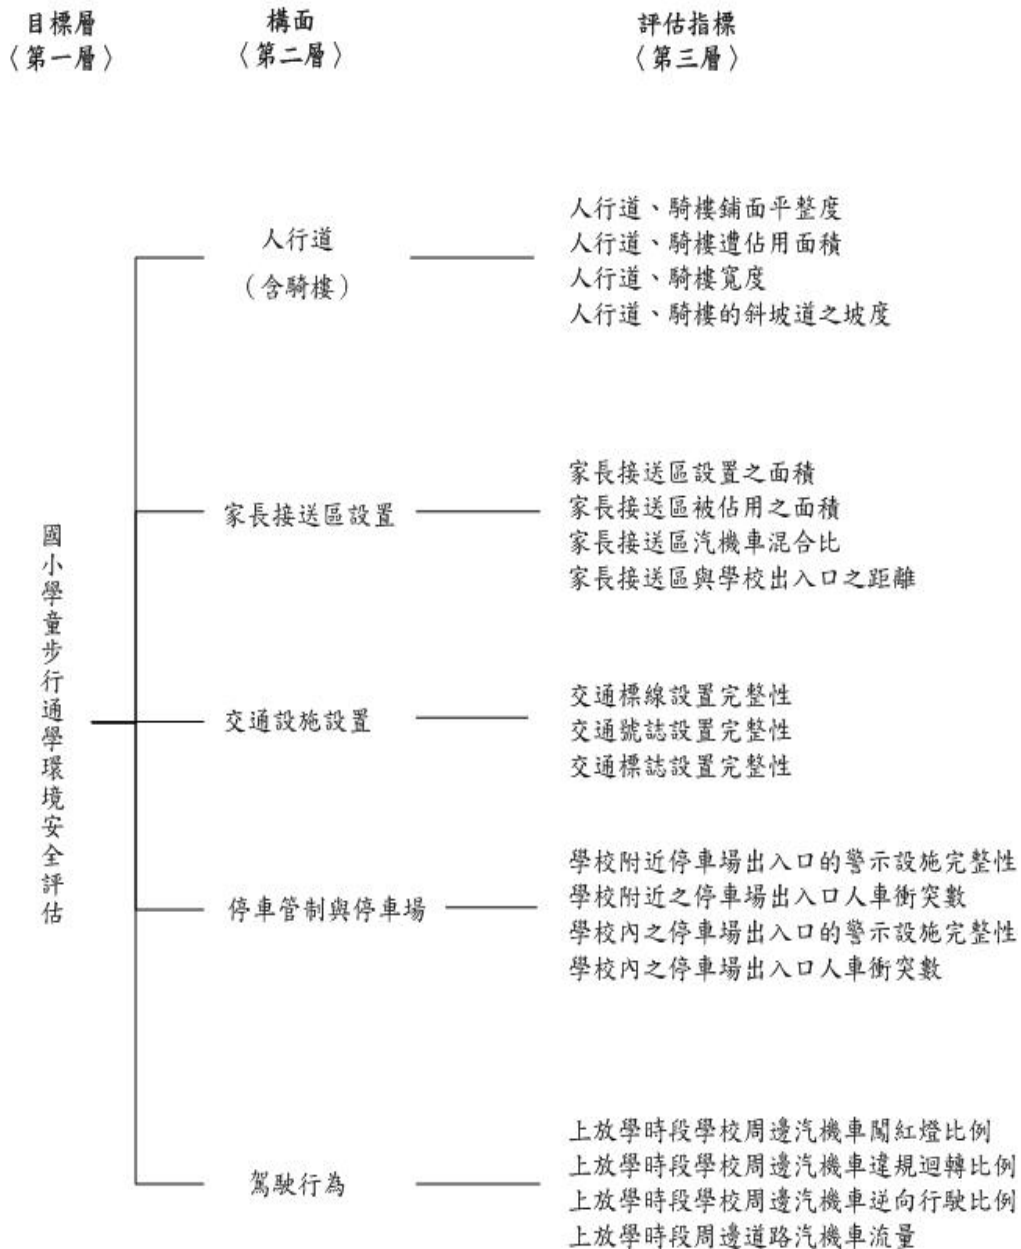 目標層
〈第一層〉
構面
〈第二層〉
評估指標
〈第三層〉
國小學童步行通學環境安全評估
人行道
（含騎樓）
人行道、騎樓鋪面平整度
人行道、騎樓遭佔用面積
人行道、騎樓寬度
人行道、騎樓的斜坡道之坡度
家長接送區設置
家長接送區設置之面積
家長接送區被佔用之面積
家長接送區汽機車混合比
家長接送區與學校出入口之距離
交通設施設置
交通標線設置完整性
交通號誌設置完整性
交通標誌設置完整性
停車管制與停車場
學校附近停車場出入口的警示設施完整性
學校附近之停車場出入口人車衝突數
學校內之停車場出入口的警示設施完整性
學校內之停車場出入口人車衝突數
駕駛行為
上放學時段學校周邊汽機車闖紅燈比例
上放學時段學校周邊汽機車違規迴轉比例
上放學時段學校周邊汽機車逆向行駛比例
上放學時段周邊道路汽機車流量